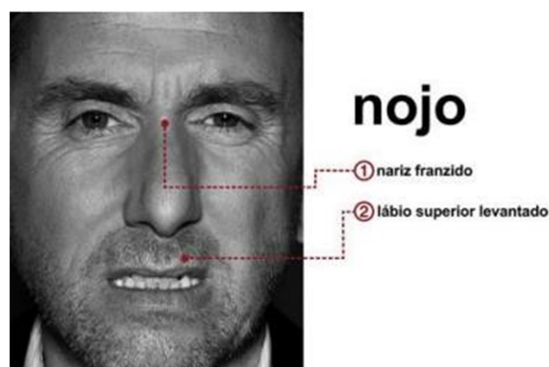 nojo
1 nariz franzido
2 lábio superior levantado